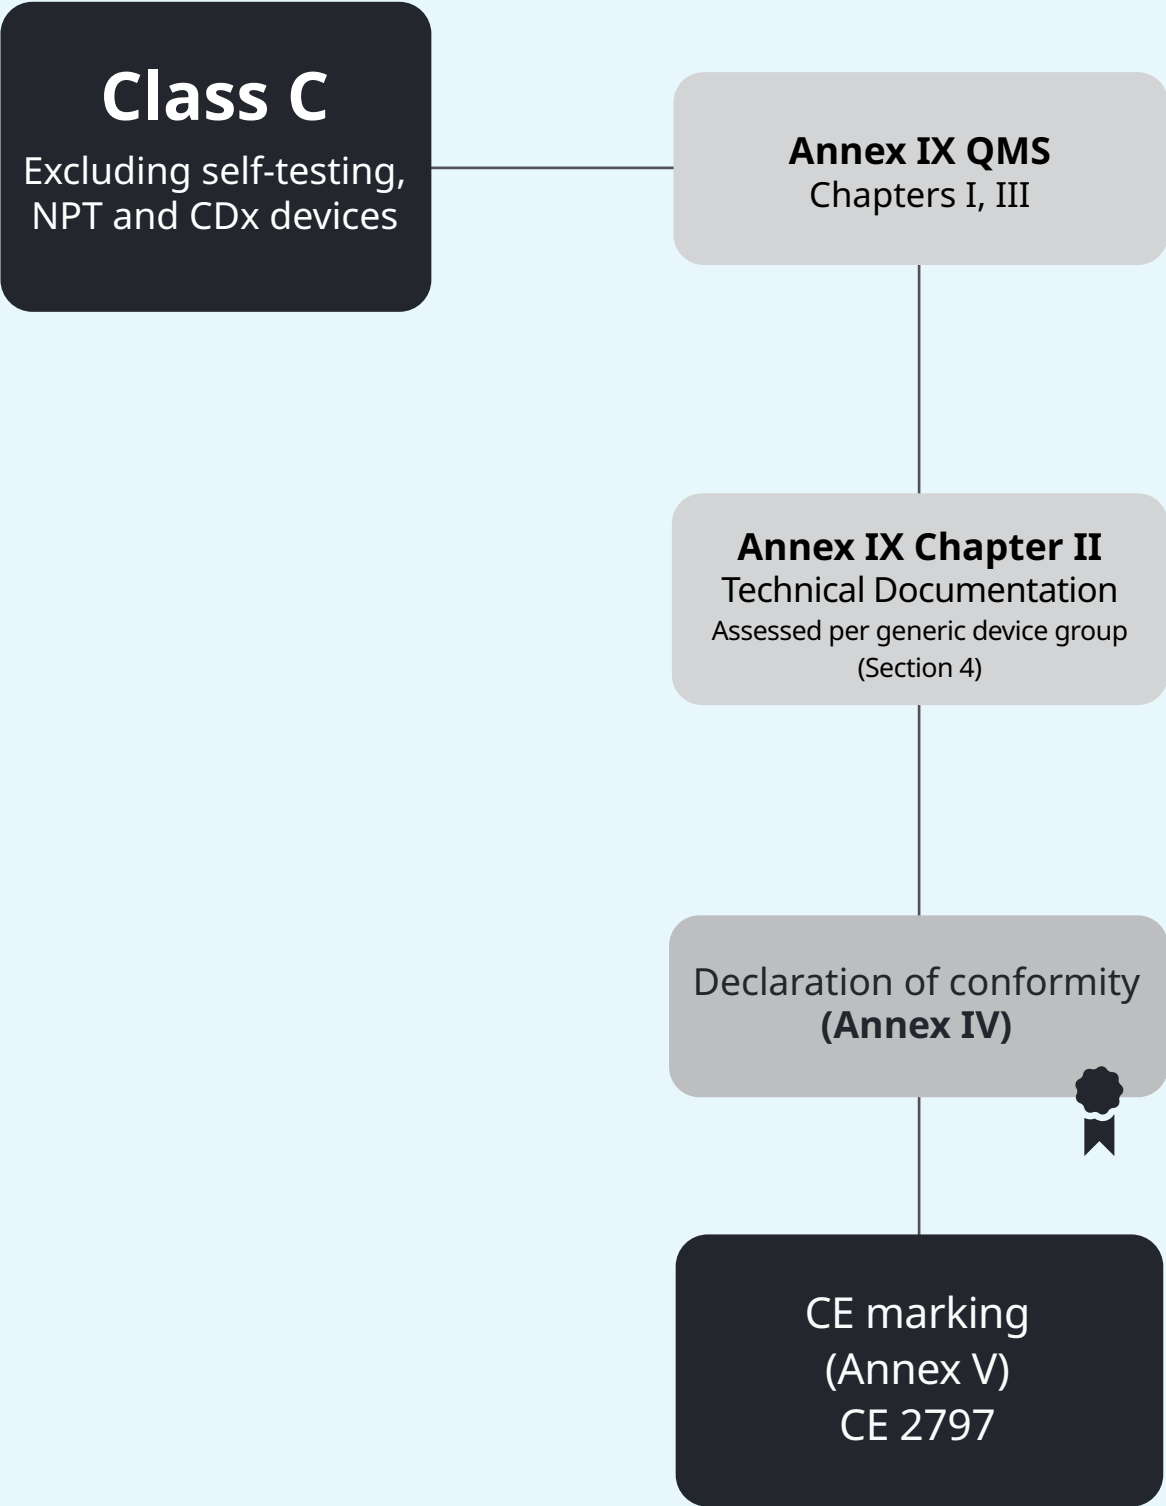 Class C
Excluding self-testing,
NPT and CDx devices
Annex IX QMS
Chapters I, III
Annex IX Chapter II
Technical Documentation
Assessed per generic device group
(Section 4)
Declaration of conformity
(Annex IV)
CE marking
(Annex V)
CE 2797